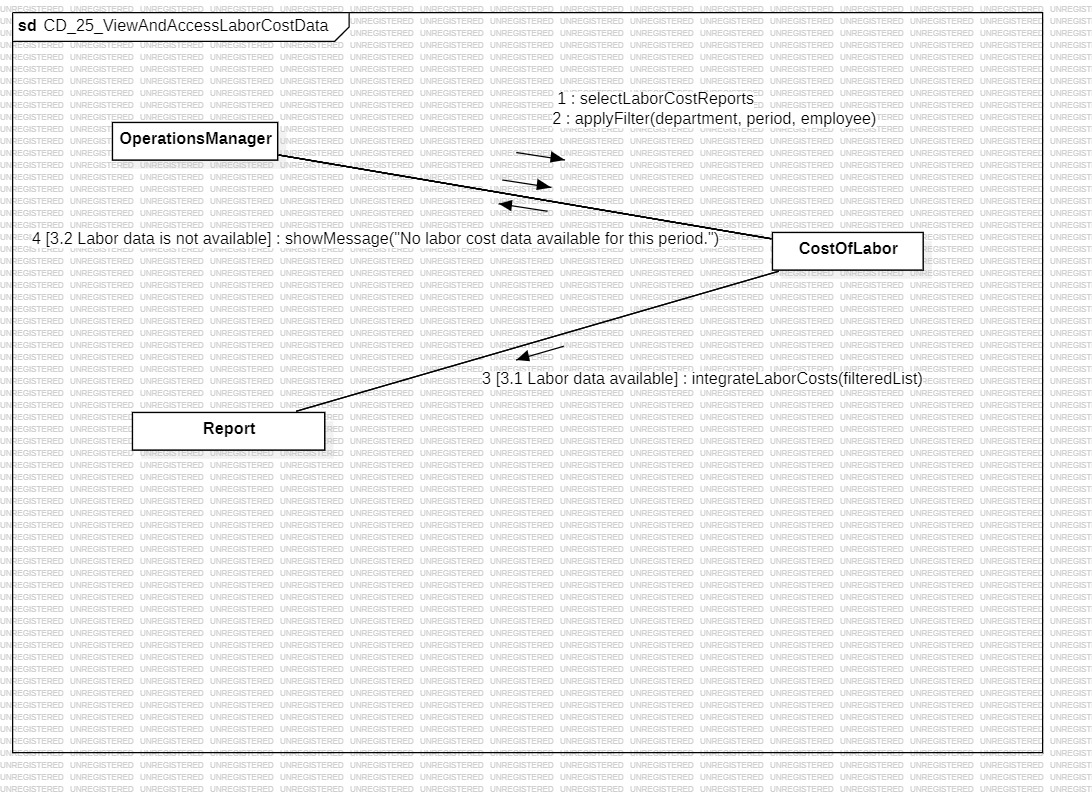 sd CD_25_ViewAndAccessLaborCostData
1 : selectLaborCostReports
2 : applyFilter(department, period, employee)
OperationsManager
4 [3.2 Labor data is not available] : showMessage("No labor cost data available for this period.")
CostOfLabor
3 [3.1 Labor data available] : integrateLaborCosts(filteredList)
Report
UNREGISTERED